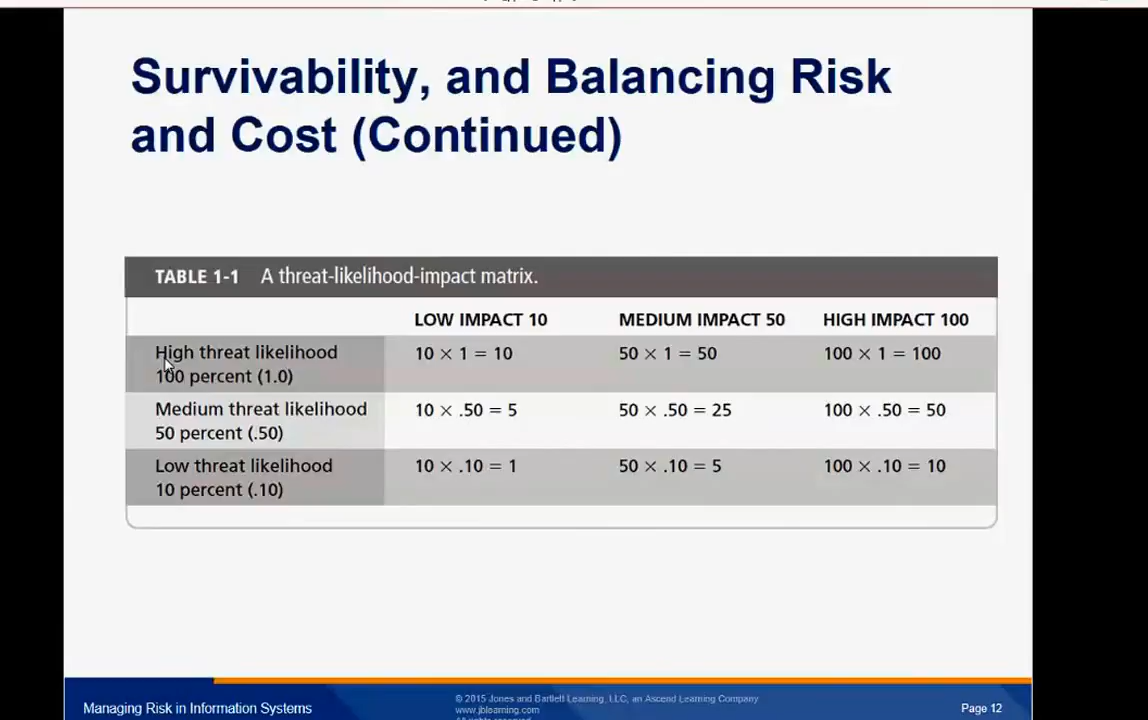 Survivability, and Balancing Risk
and Cost (Continued)
TABLE 1-1 A threat-likelihood-impact matrix.
LOW IMPACT 10 MEDIUM IMPACT 50 HIGH IMPACT 100
High threat likelihood
100 percent (1.0) 10 × 1 = 10 50 × 1 = 50 100 × 1 = 100
Medium threat likelihood
50 percent (.50) 10 × .50 = 5 50 × .50 = 25 100 × .50 = 50
Low threat likelihood
10 percent (.10) 10 × .10 = 1 50 × .10 = 5 100 × .10 = 10
Managing Risk in Information Systems
© 2015 Jones and Bartlett Learning, LLC, an Ascend Learning Company
www.jblearning.com
All rights reserved.
Page 12